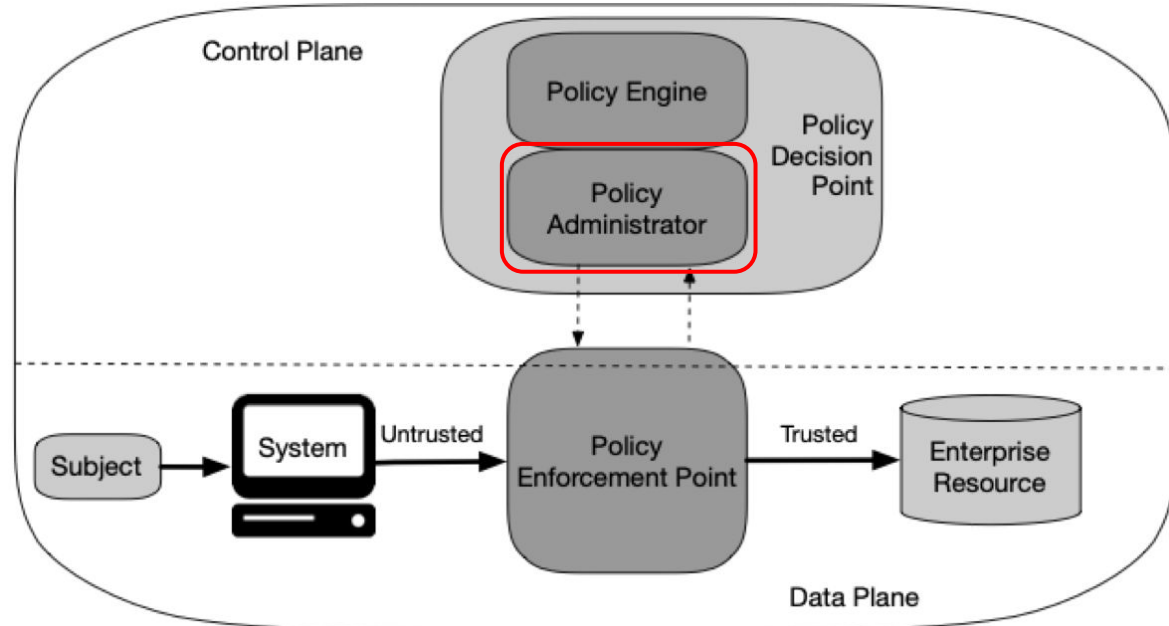 Control Plane
Policy Engine
Policy
Decision
Point
Policy
Administrator
Subject
System
Untrusted
Policy
Enforcement Point
Trusted
Enterprise
Resource
Data Plane